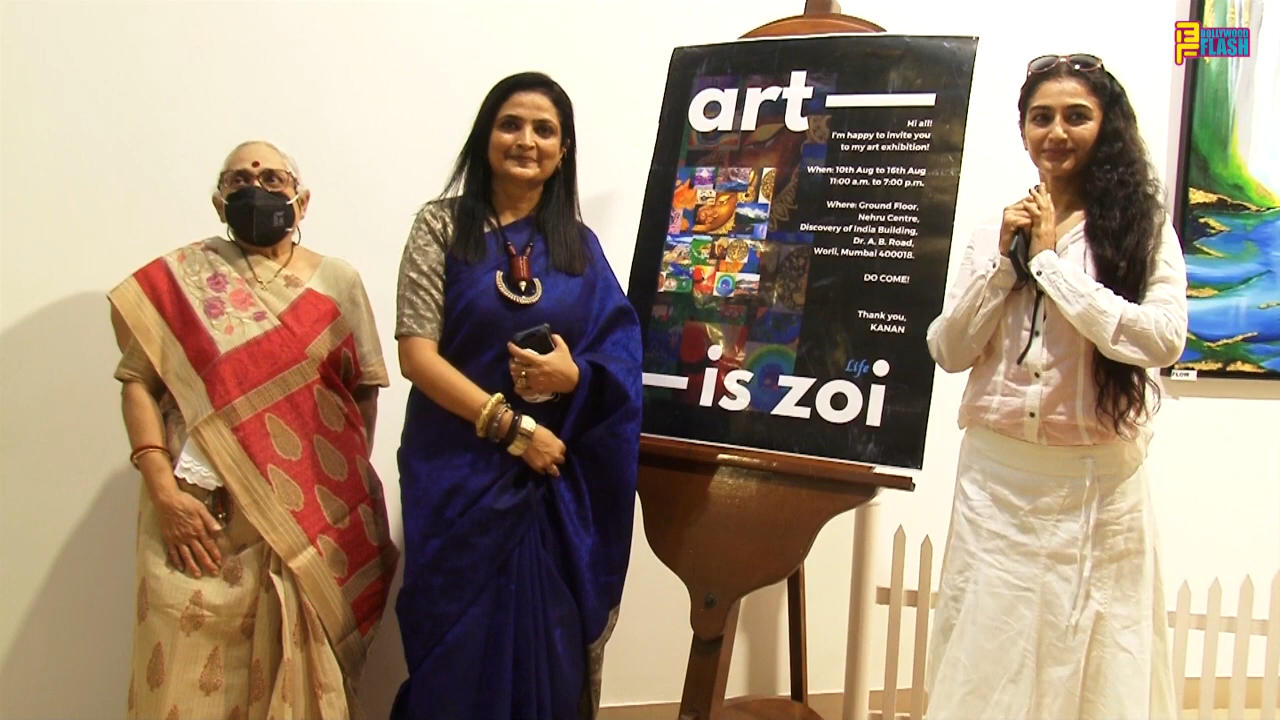 BOLLYWOOD
FLASH
art
Hi all!
I'm happy to invite you
to my art exhibition!
When: 10th Aug to 16th Aug
11:00 a.m. to 7:00 p.m.
Where: Ground Floor,
Nehru Centre,
Discovery of India Building,
Dr. A. B. Road,
Worli, Mumbai 400018.
DO COME!
Thank you,
KANAN
Life
is zoi
FLOW